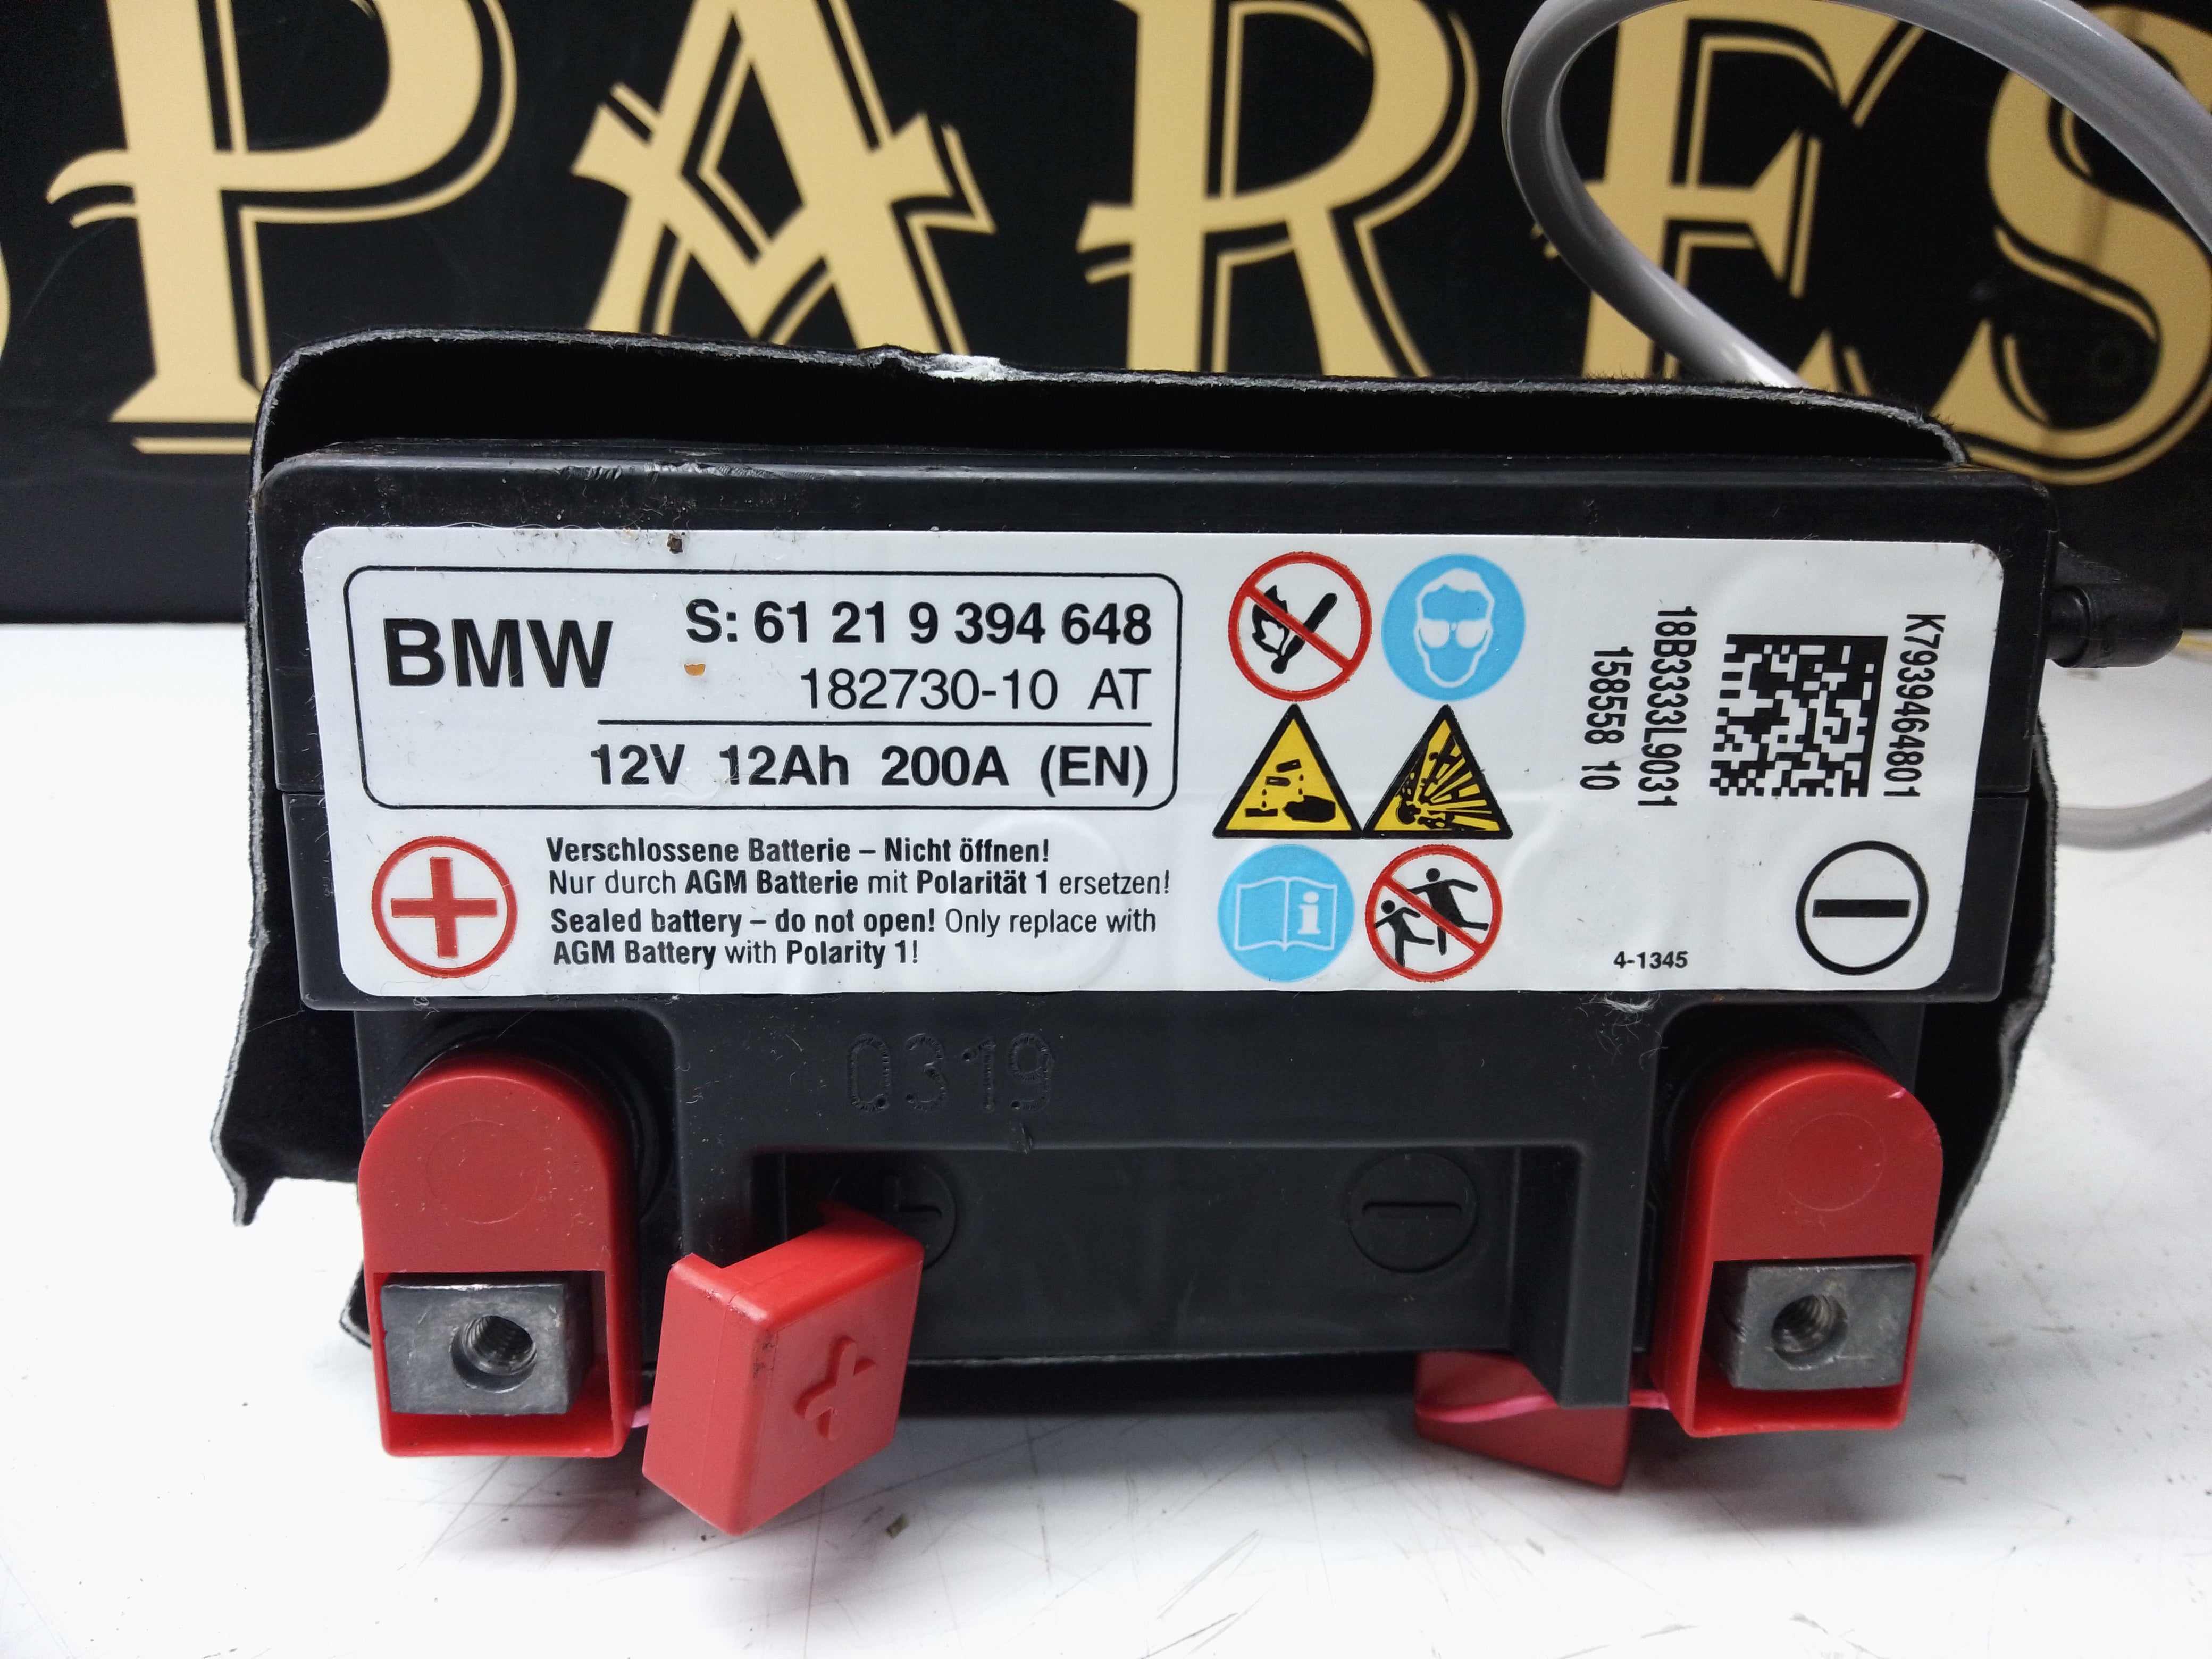 SPARES
BMW S: 61 21 9 394 648
182730-10 AT
12V 12Ah 200A (EN)
Verschlossene Batterie – Nicht öffnen!
Nur durch AGM Batterie mit Polarität 1 ersetzen!
Sealed battery – do not open! Only replace with
AGM Battery with Polarity 1!
15858 10
18B3333L9031
K7939464801
4-1345
0319